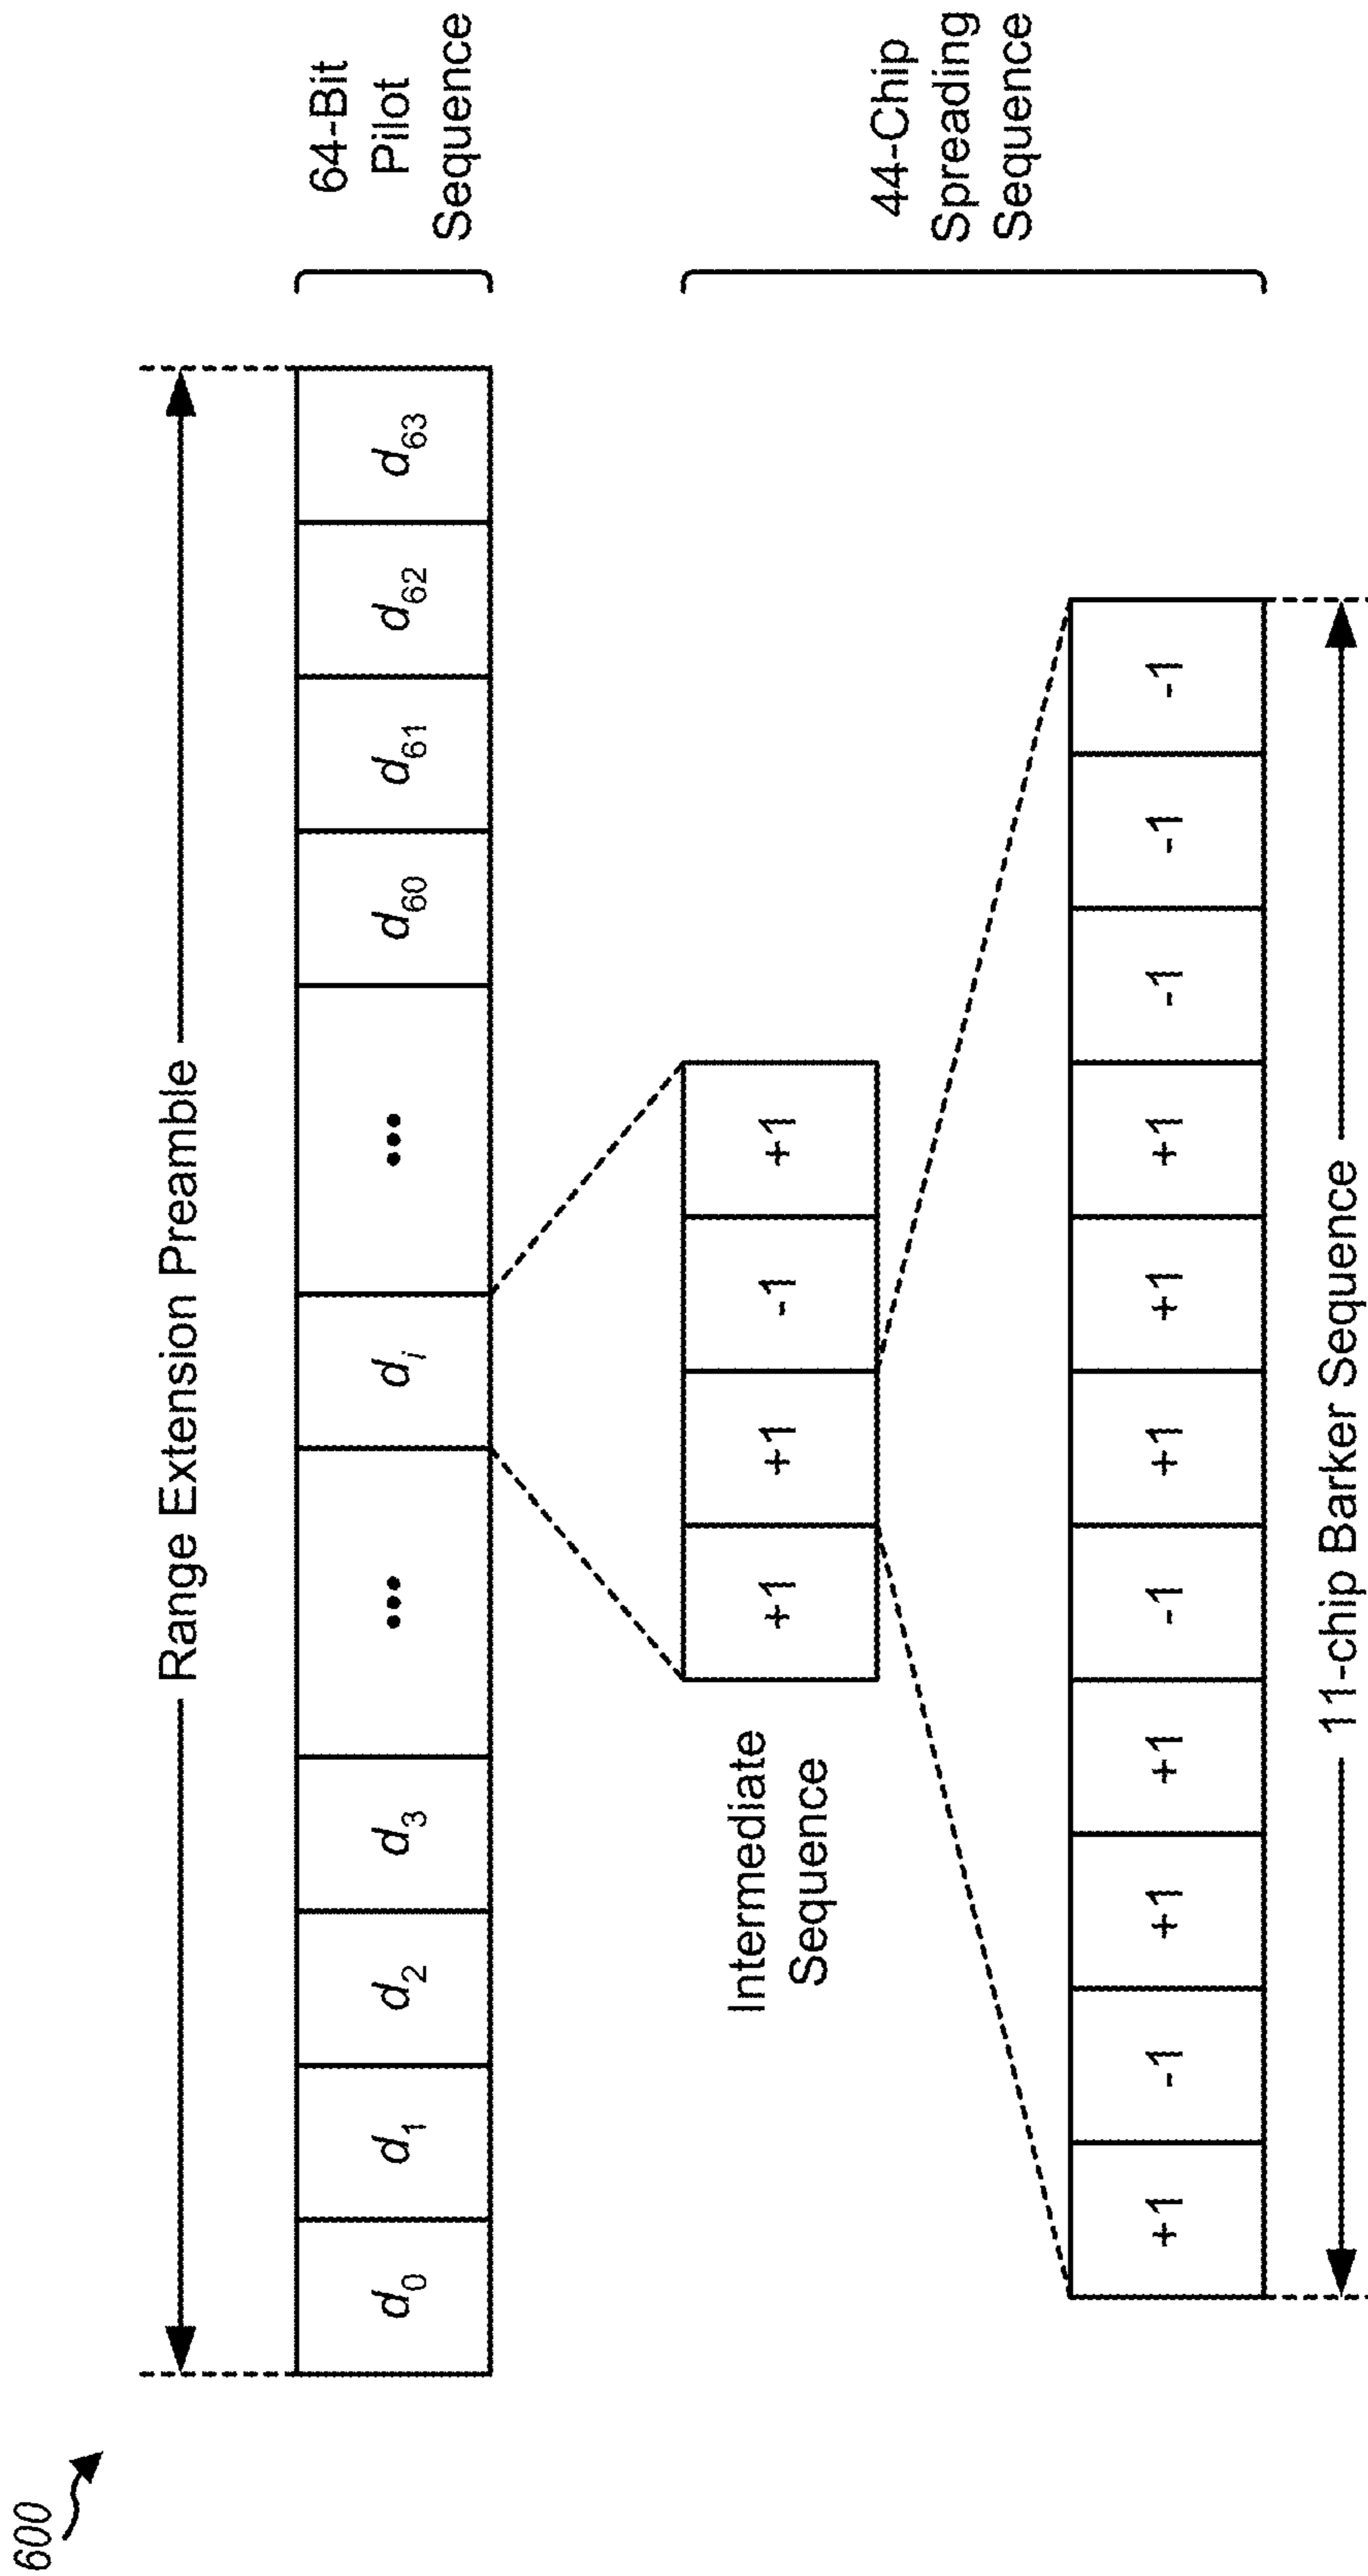 600
Range Extension Preamble
d0 d1 d2 d3 ••• di ••• d60 d61 d62 d63
64-Bit
Pilot
Sequence
Intermediate
Sequence
+1 +1 -1 +1
44-Chip
Spreading
Sequence
+1 -1 +1 +1 -1 +1 +1 +1 -1 -1 -1
11-chip Barker Sequence